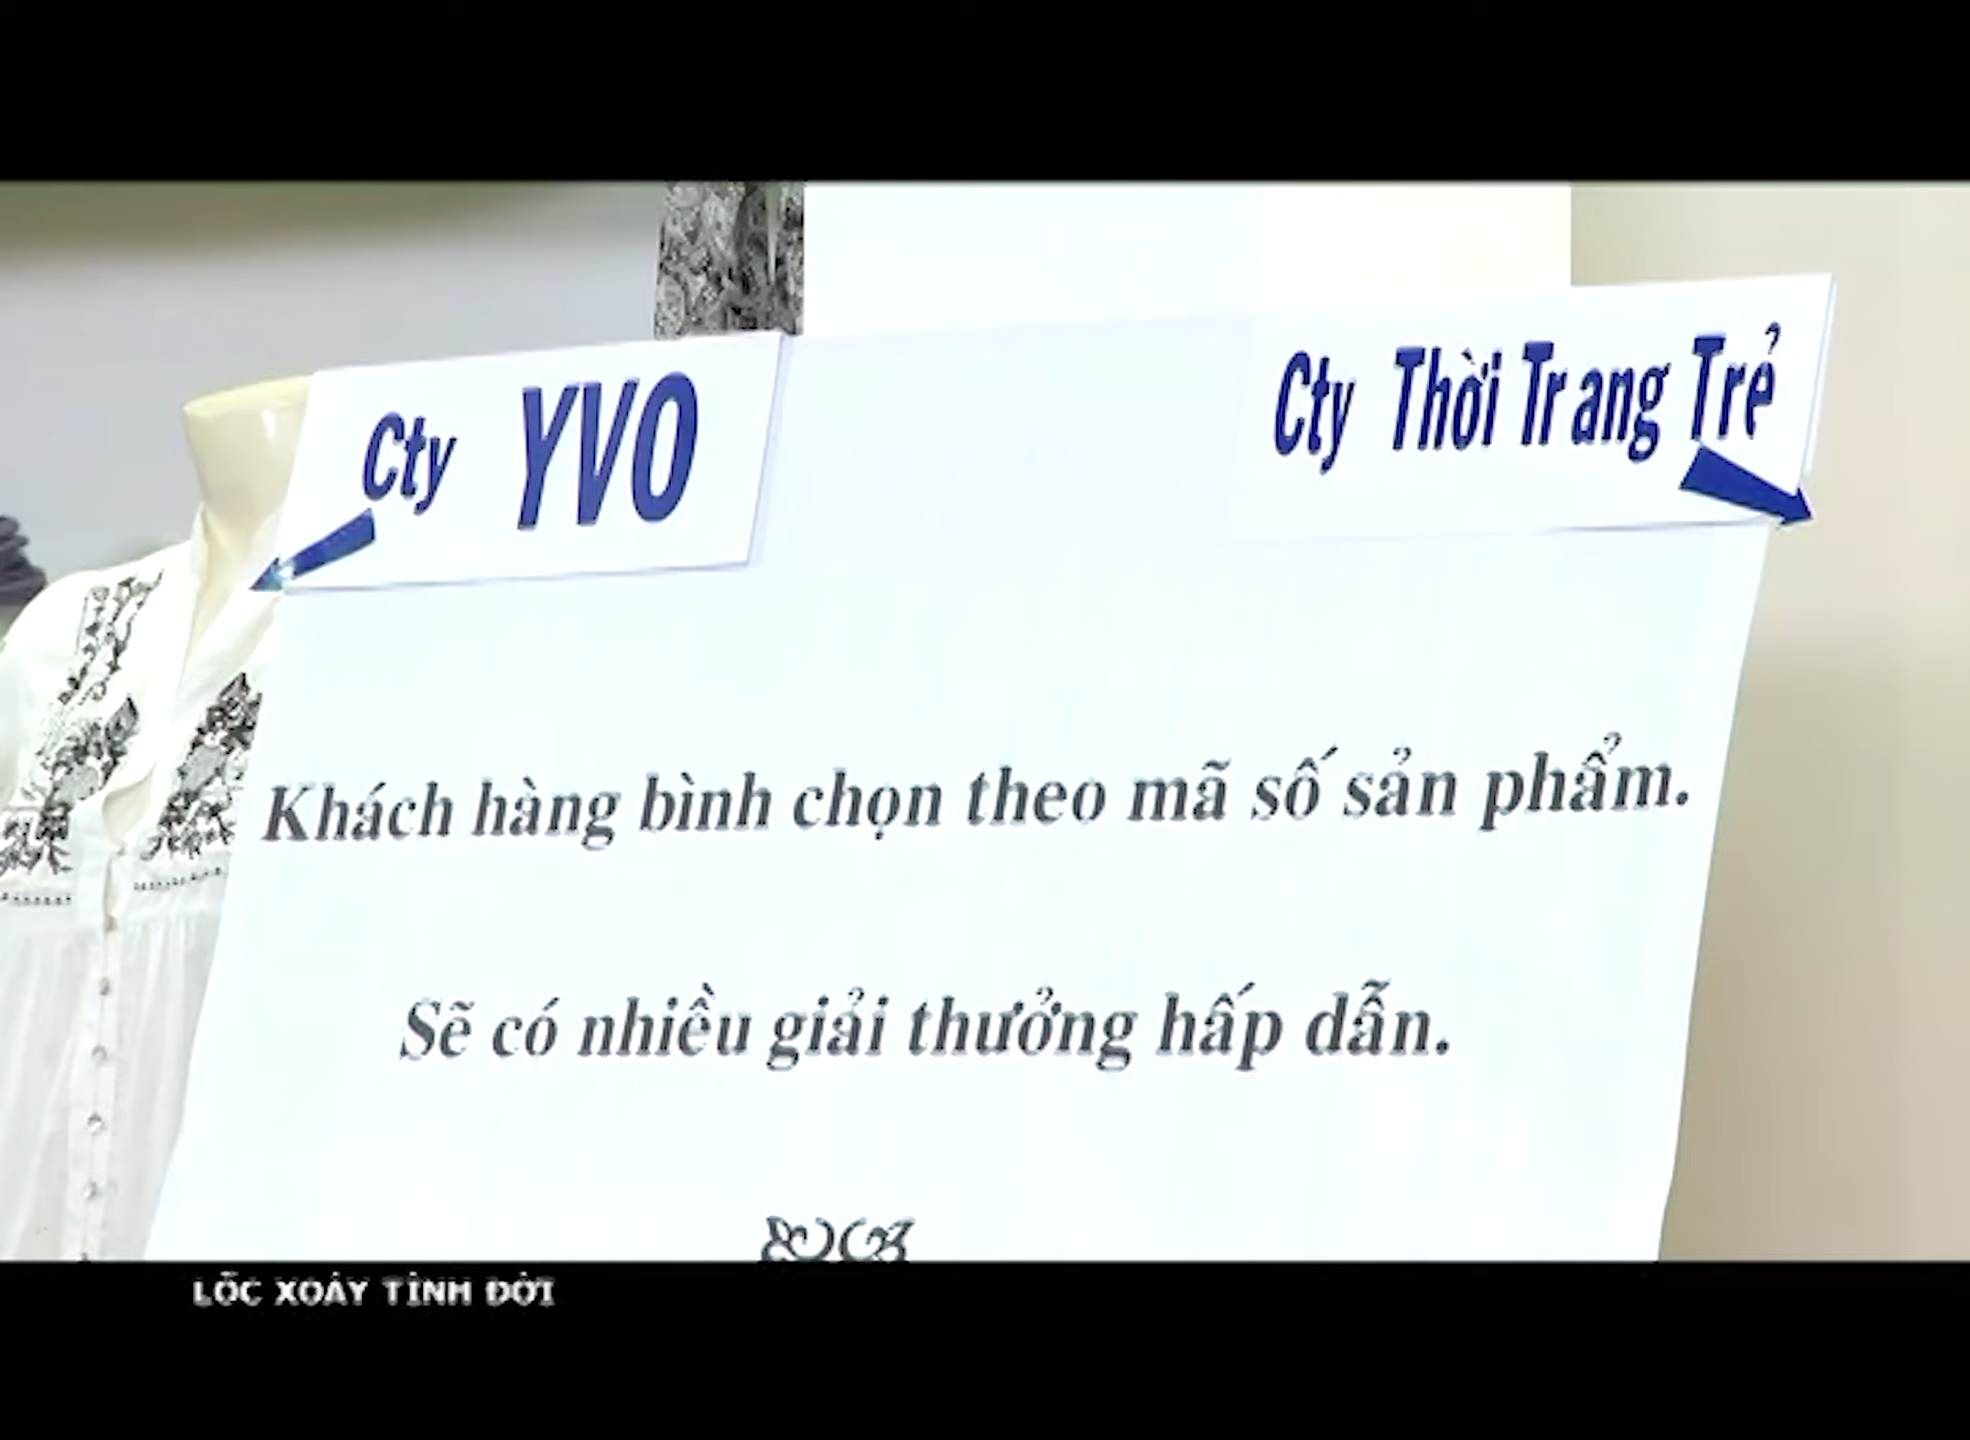 Cty YVO
Cty Thời Trang Trẻ
Khách hàng bình chọn theo mã số sản phẩm.
Sẽ có nhiều giải thưởng hấp dẫn.
LỐC XOÁY TÌNH ĐỜI